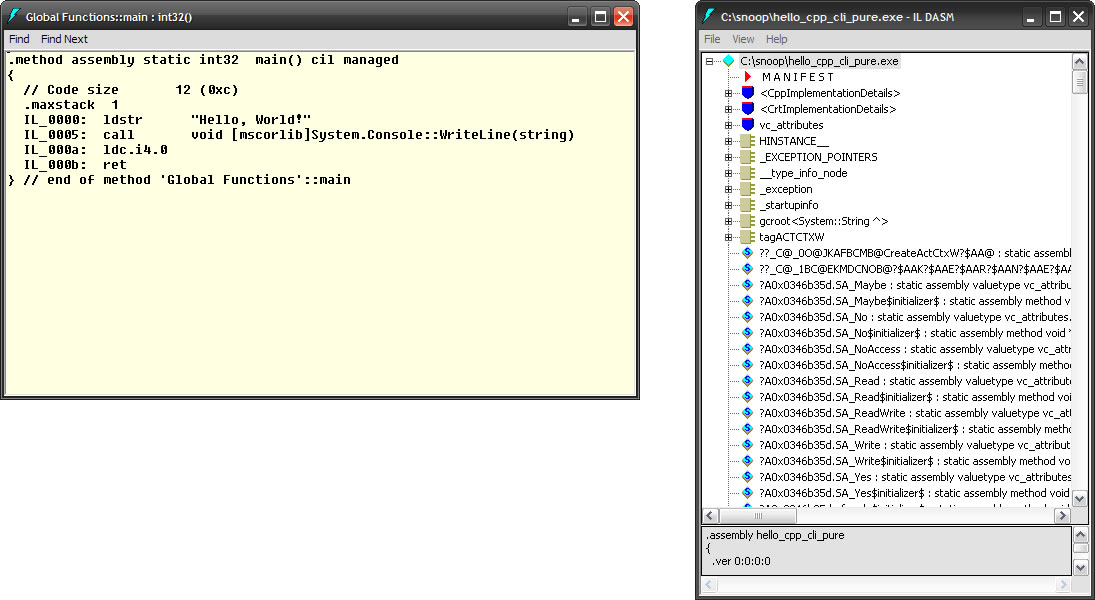 Global Functions::main : int32()
Find Find Next
.method assembly static int32  main() cil managed
{
  // Code size       12 (0xc)
  .maxstack  1
  IL_0000:  ldstr      "Hello, World!"
  IL_0005:  call       void [mscorlib]System.Console::WriteLine(string)
  IL_000a:  ldc.i4.0
  IL_000b:  ret
} // end of method 'Global Functions'::main
C:\snoop\hello_cpp_cli_pure.exe - IL DASM
File View Help
C:\snoop\hello_cpp_cli_pure.exe
M A N I F E S T
<CppImplementationDetails>
<CrtImplementationDetails>
vc_attributes
HINSTANCE__
_EXCEPTION_POINTERS
__type_info_node
_exception
_startupinfo
gcroot<System::String ^>
tagACTCTXW
??_C@_0O@JKAFBCMB@CreateActCtxW?$AA@ : static assembl
??_C@_1BC@EKMDCNOB@?$AAK?$AAE?$AAR?$AAN?$AAE?$AA
?A0x0346b35d.SA_Maybe : static assembly valuetype vc_attribu
?A0x0346b35d.SA_Maybe$initializer$ : static assembly method v
?A0x0346b35d.SA_No : static assembly valuetype vc_attributes.
?A0x0346b35d.SA_No$initializer$ : static assembly method void *
?A0x0346b35d.SA_NoAccess : static assembly valuetype vc_attr
?A0x0346b35d.SA_NoAccess$initializer$ : static assembly metho
?A0x0346b35d.SA_Read : static assembly valuetype vc_attribut
?A0x0346b35d.SA_Read$initializer$ : static assembly method voi
?A0x0346b35d.SA_ReadWrite : static assembly valuetype vc_at
?A0x0346b35d.SA_ReadWrite$initializer$ : static assembly metho
?A0x0346b35d.SA_Write : static assembly valuetype vc_attribut
?A0x0346b35d.SA_Write$initializer$ : static assembly method vo
?A0x0346b35d.SA_Yes : static assembly valuetype vc_attributes
?A0x0346b35d.SA_Yes$initializer$ : static assembly method void
.assembly hello_cpp_cli_pure
{
  .ver 0:0:0:0